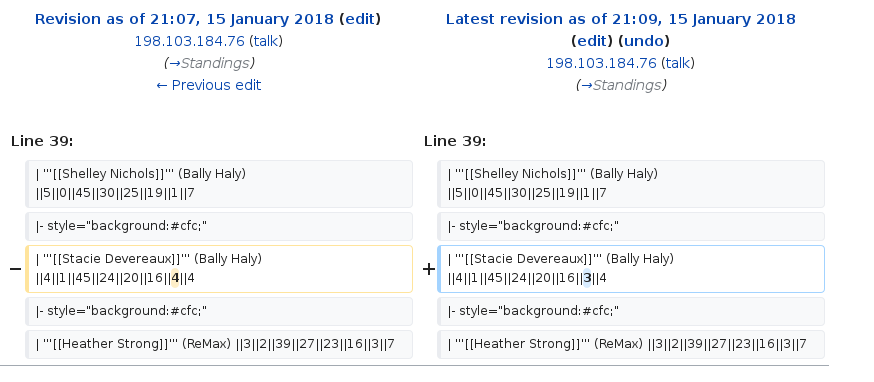 Revision as of 21:07, 15 January 2018 (edit)
198.103.184.76 (talk)
(→Standings)
← Previous edit
Latest revision as of 21:09, 15 January 2018
(edit) (undo)
198.103.184.76 (talk)
(→Standings)
Line 39:
Line 39:
| '''[[Shelley Nichols]]''' (Bally Haly)
||5||0||45||30||25||19||1||7
| '''[[Shelley Nichols]]''' (Bally Haly)
||5||0||45||30||25||19||1||7
|- style="background:#cfc;"
|- style="background:#cfc;"
−
| '''[[Stacie Devereaux]]''' (Bally Haly)
||4||1||45||24||20||16||4||4
+
| '''[[Stacie Devereaux]]''' (Bally Haly)
||4||1||45||24||20||16||3||4
|- style="background:#cfc;"
|- style="background:#cfc;"
| '''[[Heather Strong]]''' (ReMax) ||3||2||39||27||23||16||3||7
| '''[[Heather Strong]]''' (ReMax) ||3||2||39||27||23||16||3||7